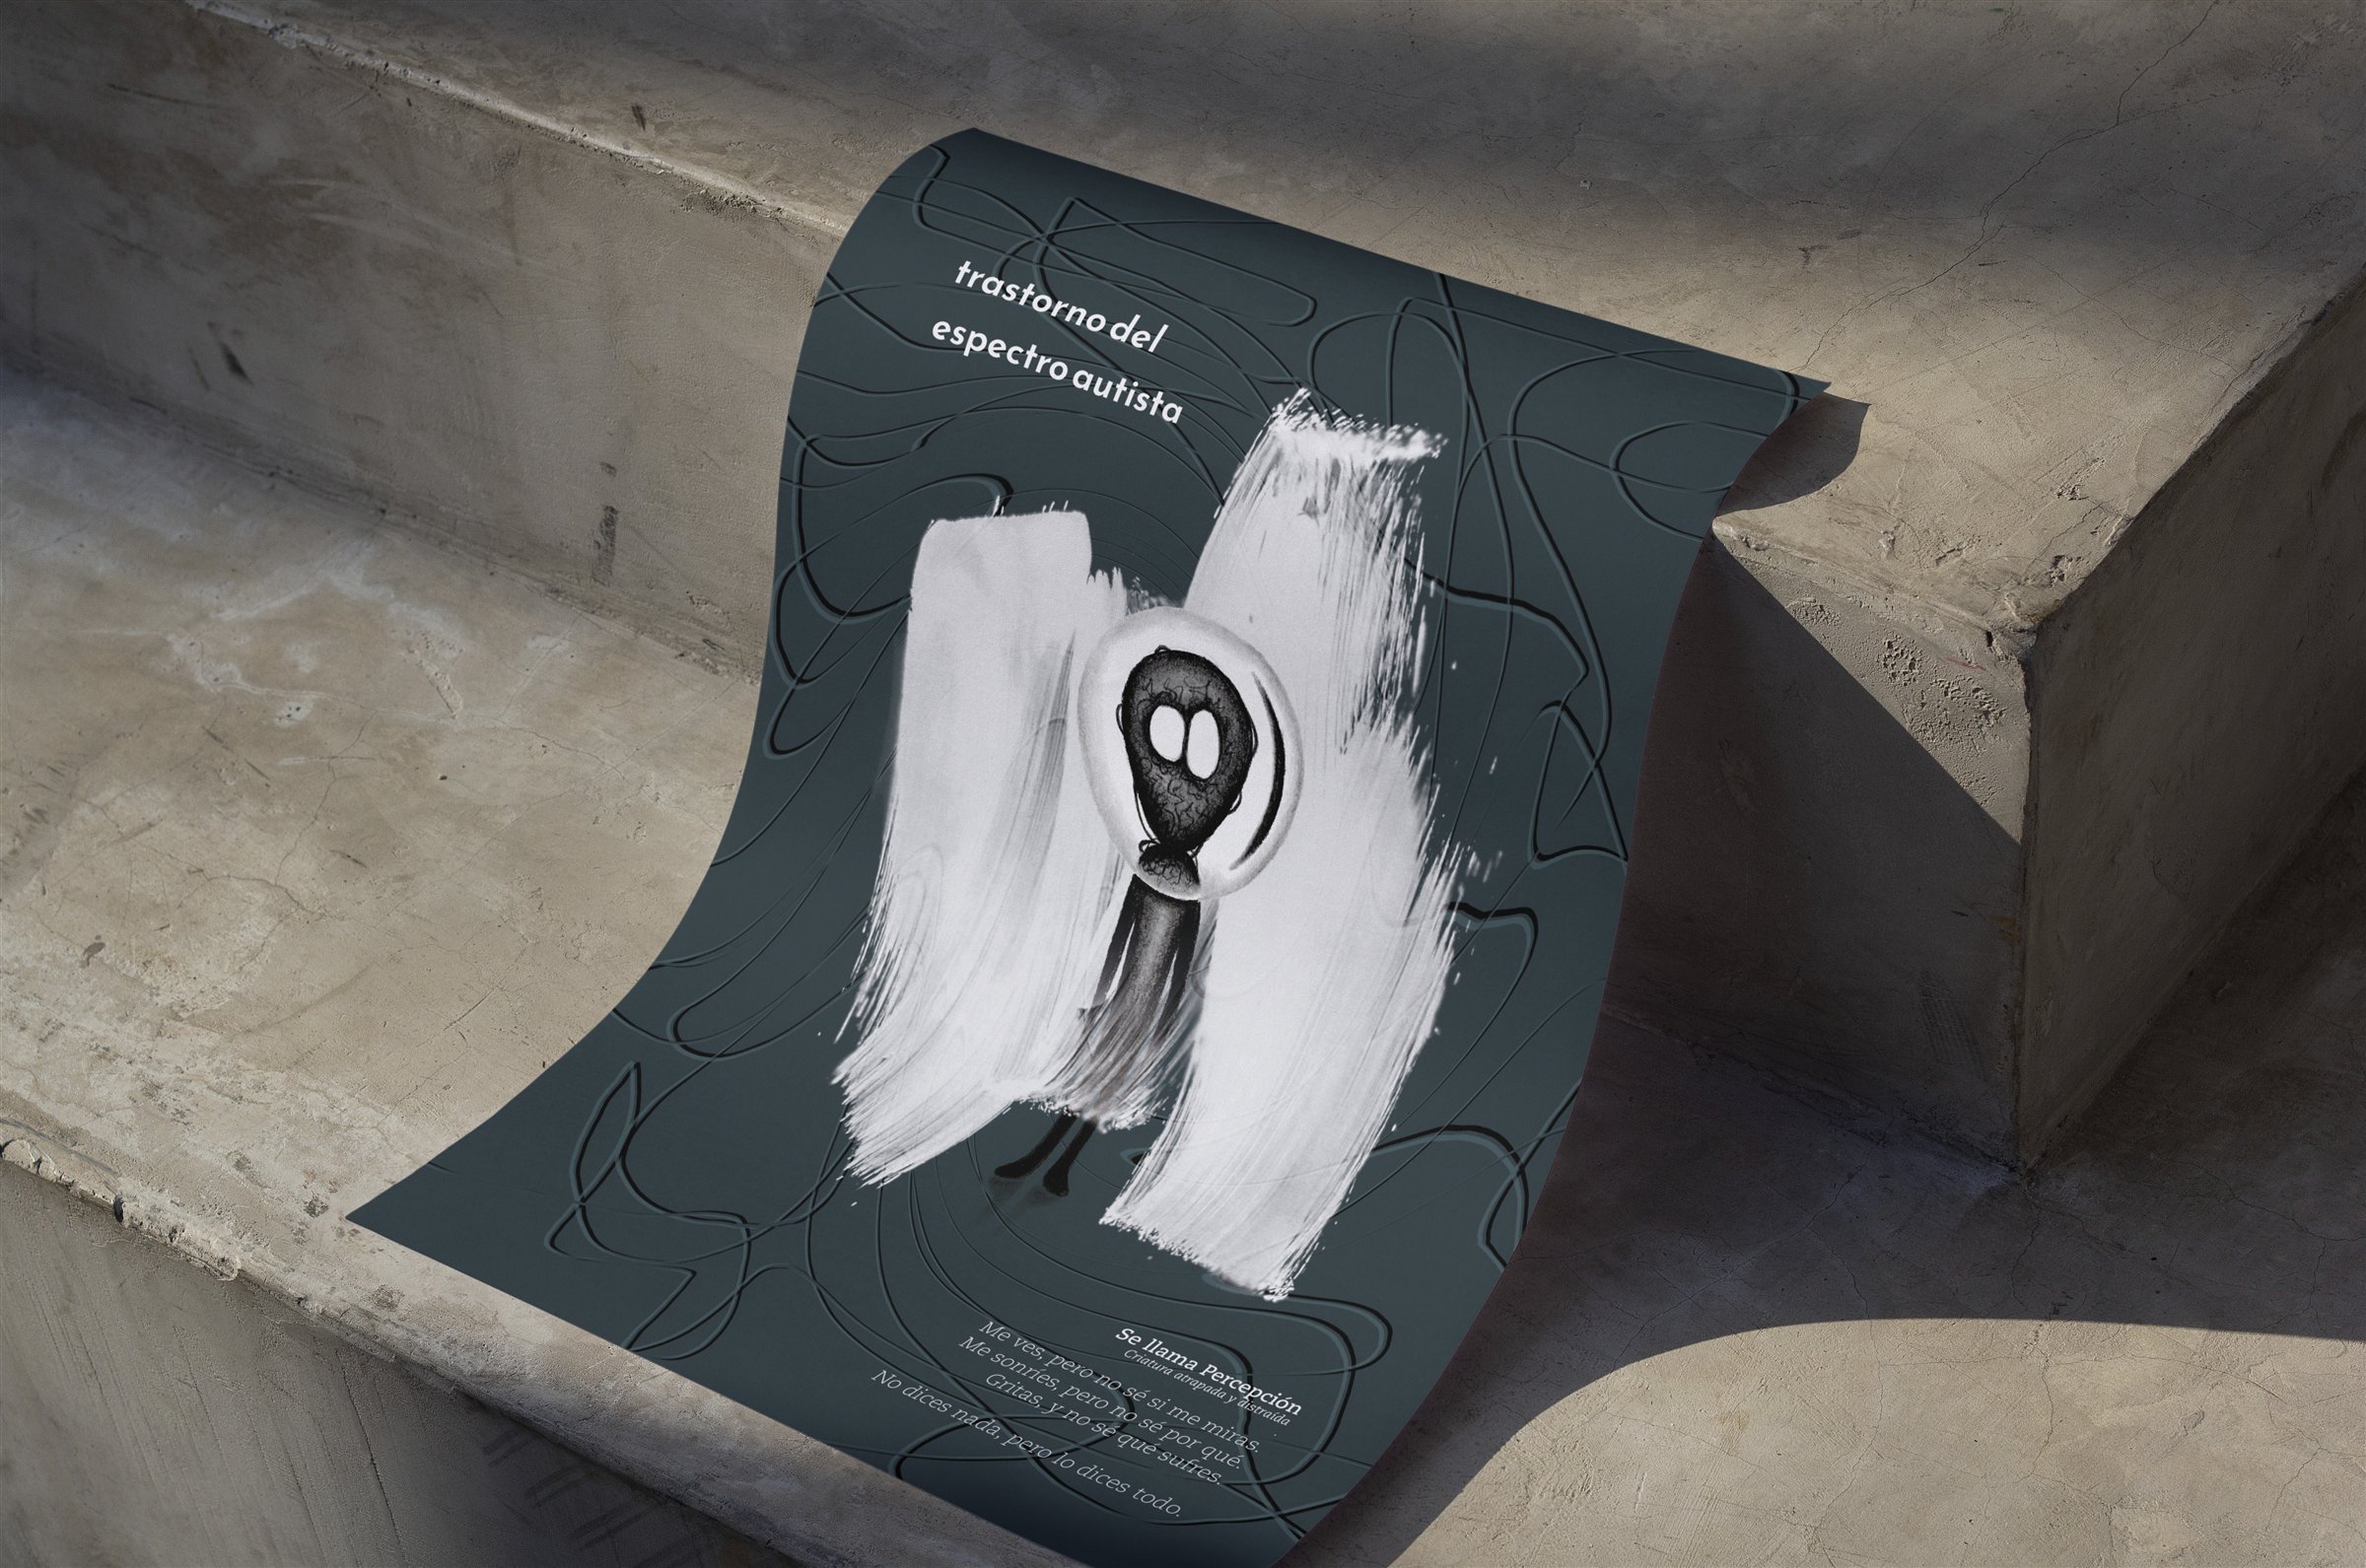 trastorno del
espectro autista
Se llama Percepción
Criatura atrapada y distraída
Me ves, pero no sé si me miras.
Me sonríes, pero no sé por qué.
Gritas, y no sé qué sufres.
No dices nada, pero lo dices todo.